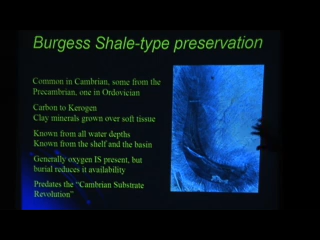 Burgess Shale-type preservation
Common in Cambrian, some from the
Precambrian, one in Ordovician
Carbon to Kerogen
Clay minerals grown over soft tissue
Known from all water depths
Known from the shelf and the basin
Generally oxygen IS present, but
burial reduces it availability
Predates the "Cambrian Substrate
Revolution"